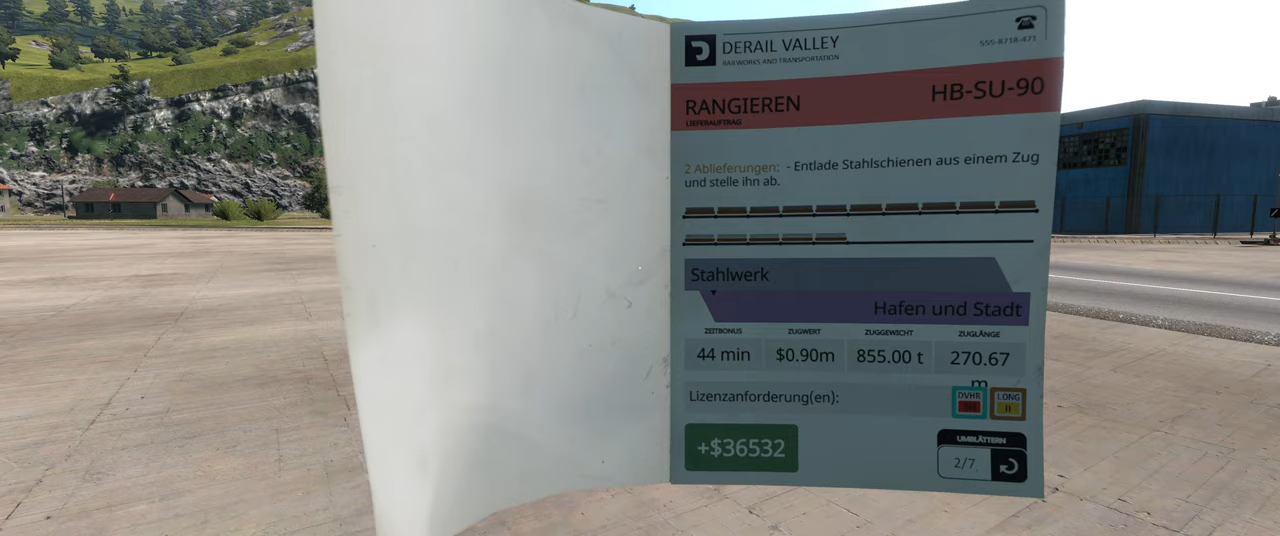 555-8718-471
DERAIL VALLEY
RAILWORKS AND TRANSPORTATION
RANGIEREN
HB-SU-90
LIEFERAUFTRAG
2 Ablieferungen: - Entlade Stahlschienen aus einem Zug
und stelle ihn ab.
Stahlwerk
Hafen und Stadt
ZEITBONUS ZUGWERT ZUGGEWICHT ZUGLÄNGE
44 min $0.90m 855.00 t 270.67
m
Lizenzanforderung(en):
DVHR LONG
II
+$36532
UMBLÄTTERN
2/7